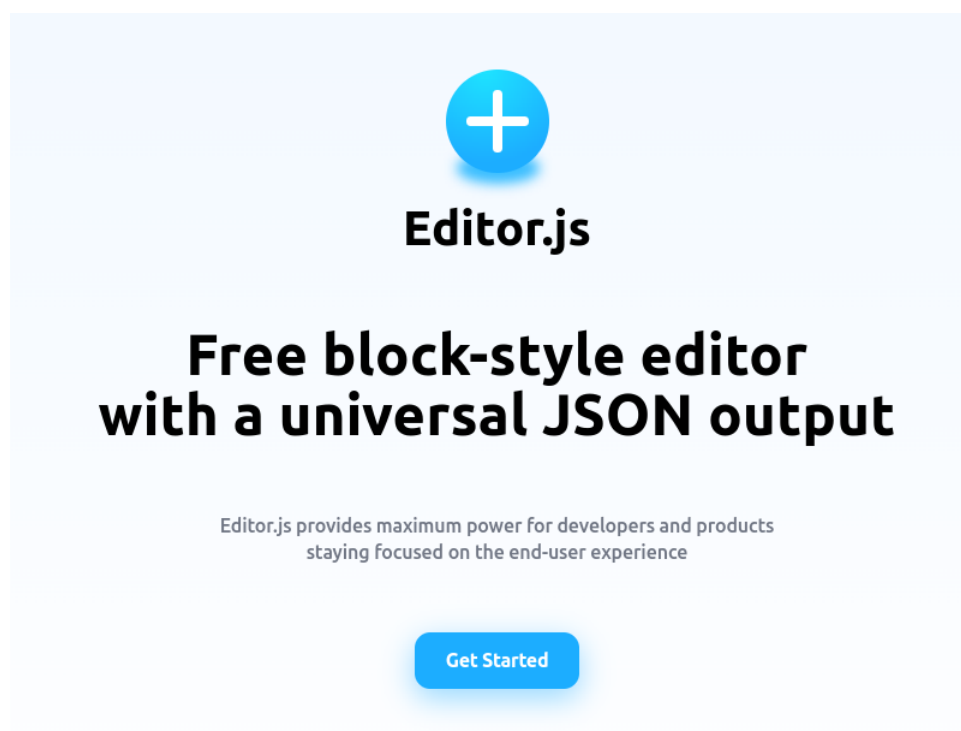 Editor.js
Free block-style editor
with a universal JSON output
Editor.js provides maximum power for developers and products
staying focused on the end-user experience
Get Started